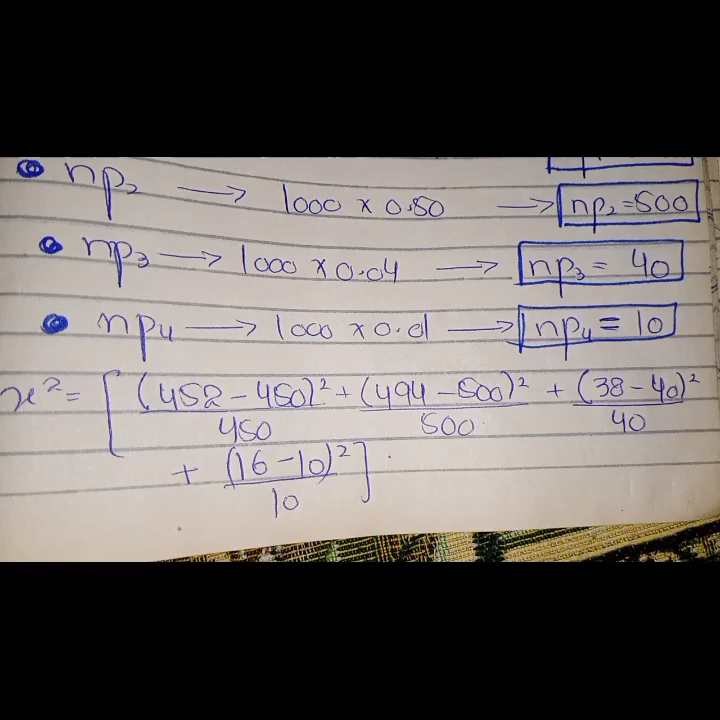 np₂ → 1000 × 0.50 → np₂=500
np₃ → 1000 × 0.04 → np₃ = 40
np₄ → 1000 × 0.01 → np₄ = 10
x² = [ (452 - 450)²/450 + (494 - 500)²/500 + (38 - 40)²/40
+ (16 - 10)²/10 ]